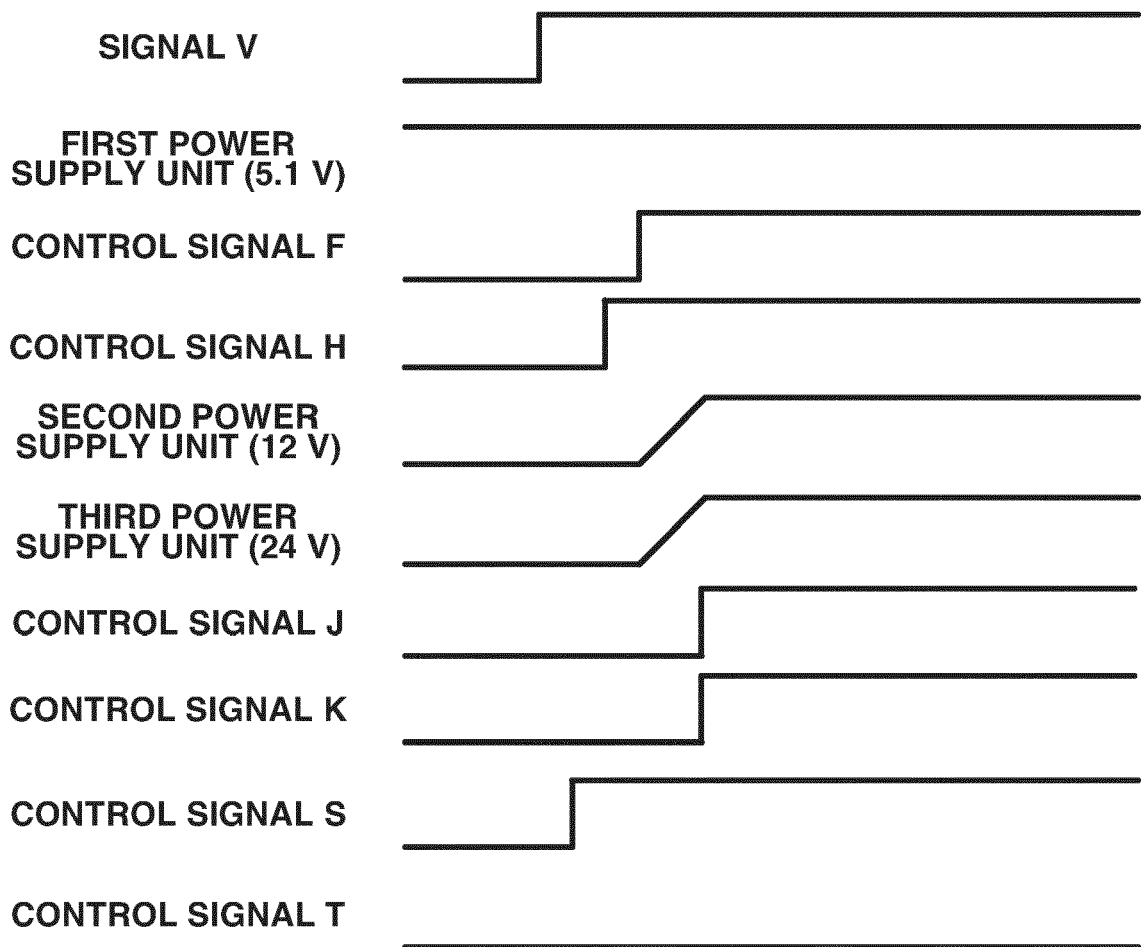 SIGNAL V
FIRST POWER
SUPPLY UNIT (5.1 V)
CONTROL SIGNAL F
CONTROL SIGNAL H
SECOND POWER
SUPPLY UNIT (12 V)
THIRD POWER
SUPPLY UNIT (24 V)
CONTROL SIGNAL J
CONTROL SIGNAL K
CONTROL SIGNAL S
CONTROL SIGNAL T